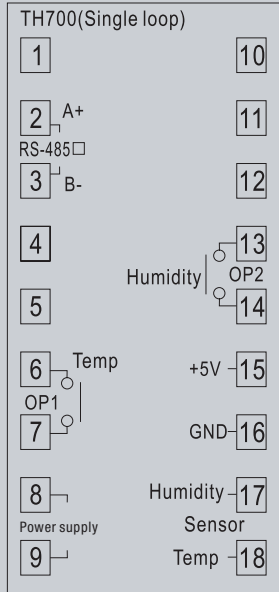 TH700(Single loop)
1 10
2 A+ 11
RS-485□
3 B- 12
4 13
Humidity OP2
5 14
6 Temp +5V 15
OP1
7 GND 16
8 Humidity 17
Power supply Sensor
9 Temp 18